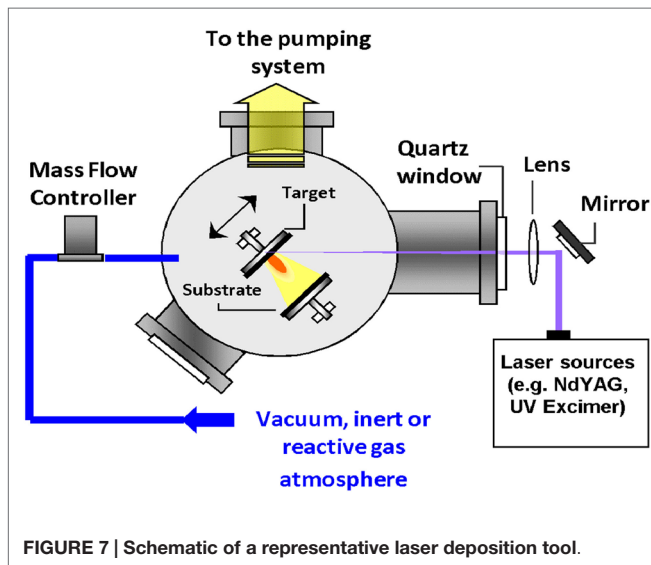 To the pumping
system
Mass Flow
Controller
Quartz
window
Lens
Mirror
Target
Substrate
Laser sources
(e.g. NdYAG,
UV Excimer)
Vacuum, inert or
reactive gas
atmosphere
FIGURE 7 | Schematic of a representative laser deposition tool.